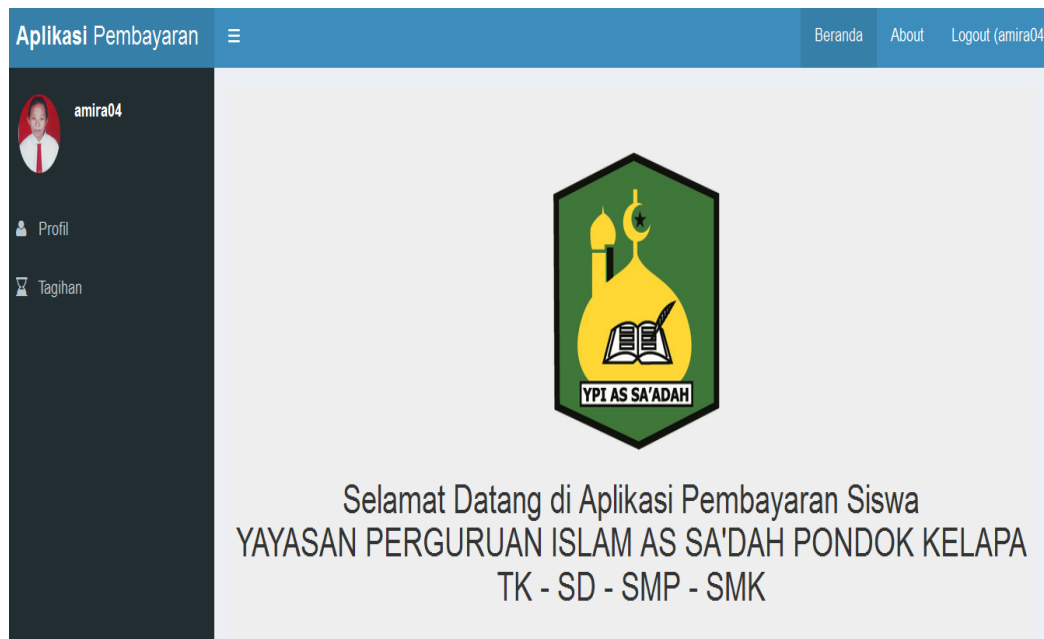 Aplikasi Pembayaran
Beranda About Logout (amira04
amira04
Profil
Tagihan
YPI AS SA'ADAH
Selamat Datang di Aplikasi Pembayaran Siswa
YAYASAN PERGURUAN ISLAM AS SA'DAH PONDOK KELAPA
TK - SD - SMP - SMK